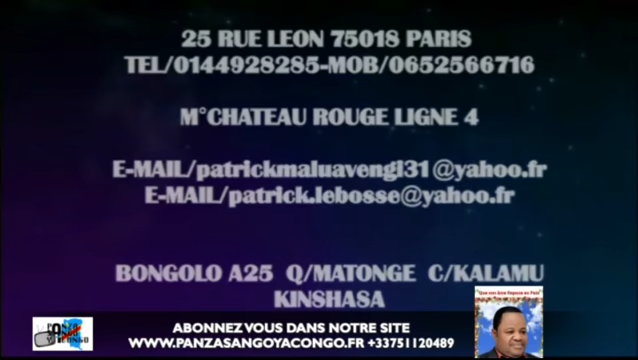 25 RUE LEON 75018 PARIS
TEL/0144928285-MOB/0652566716
M°CHATEAU ROUGE LIGNE 4
E-MAIL/patrickmaluavengi31@yahoo.fr
E-MAIL/patrick.lebosse@yahoo.fr
BONGOLO A25 Q/MATONGE C/KALAMU
KINSHASA
ABONNEZ VOUS DANS NOTRE SITE
WWW.PANZASANGOYACONGO.FR +33751120489